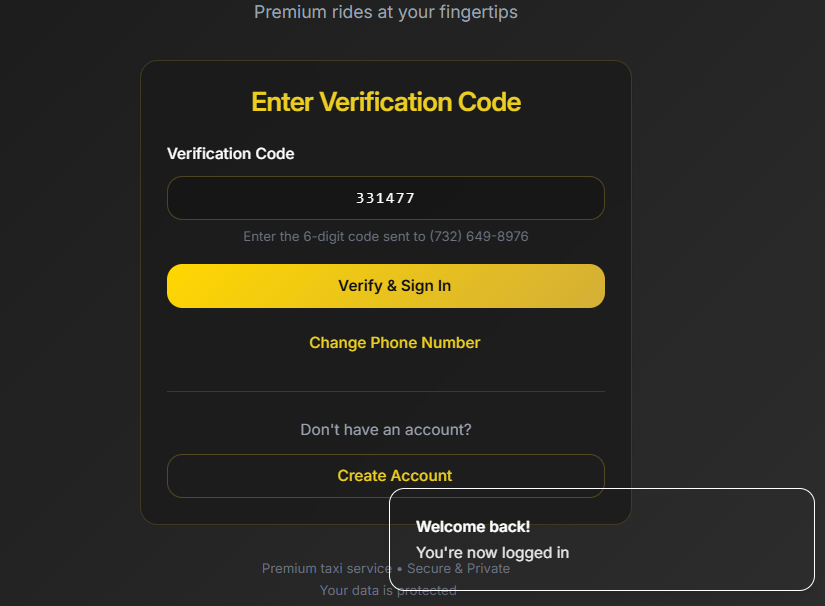 Premium rides at your fingertips
Enter Verification Code
Verification Code
331477
Enter the 6-digit code sent to (732) 649-8976
Verify & Sign In
Change Phone Number
Don't have an account?
Create Account
Welcome back!
You're now logged in
Premium taxi service • Secure & Private
Your data is protected